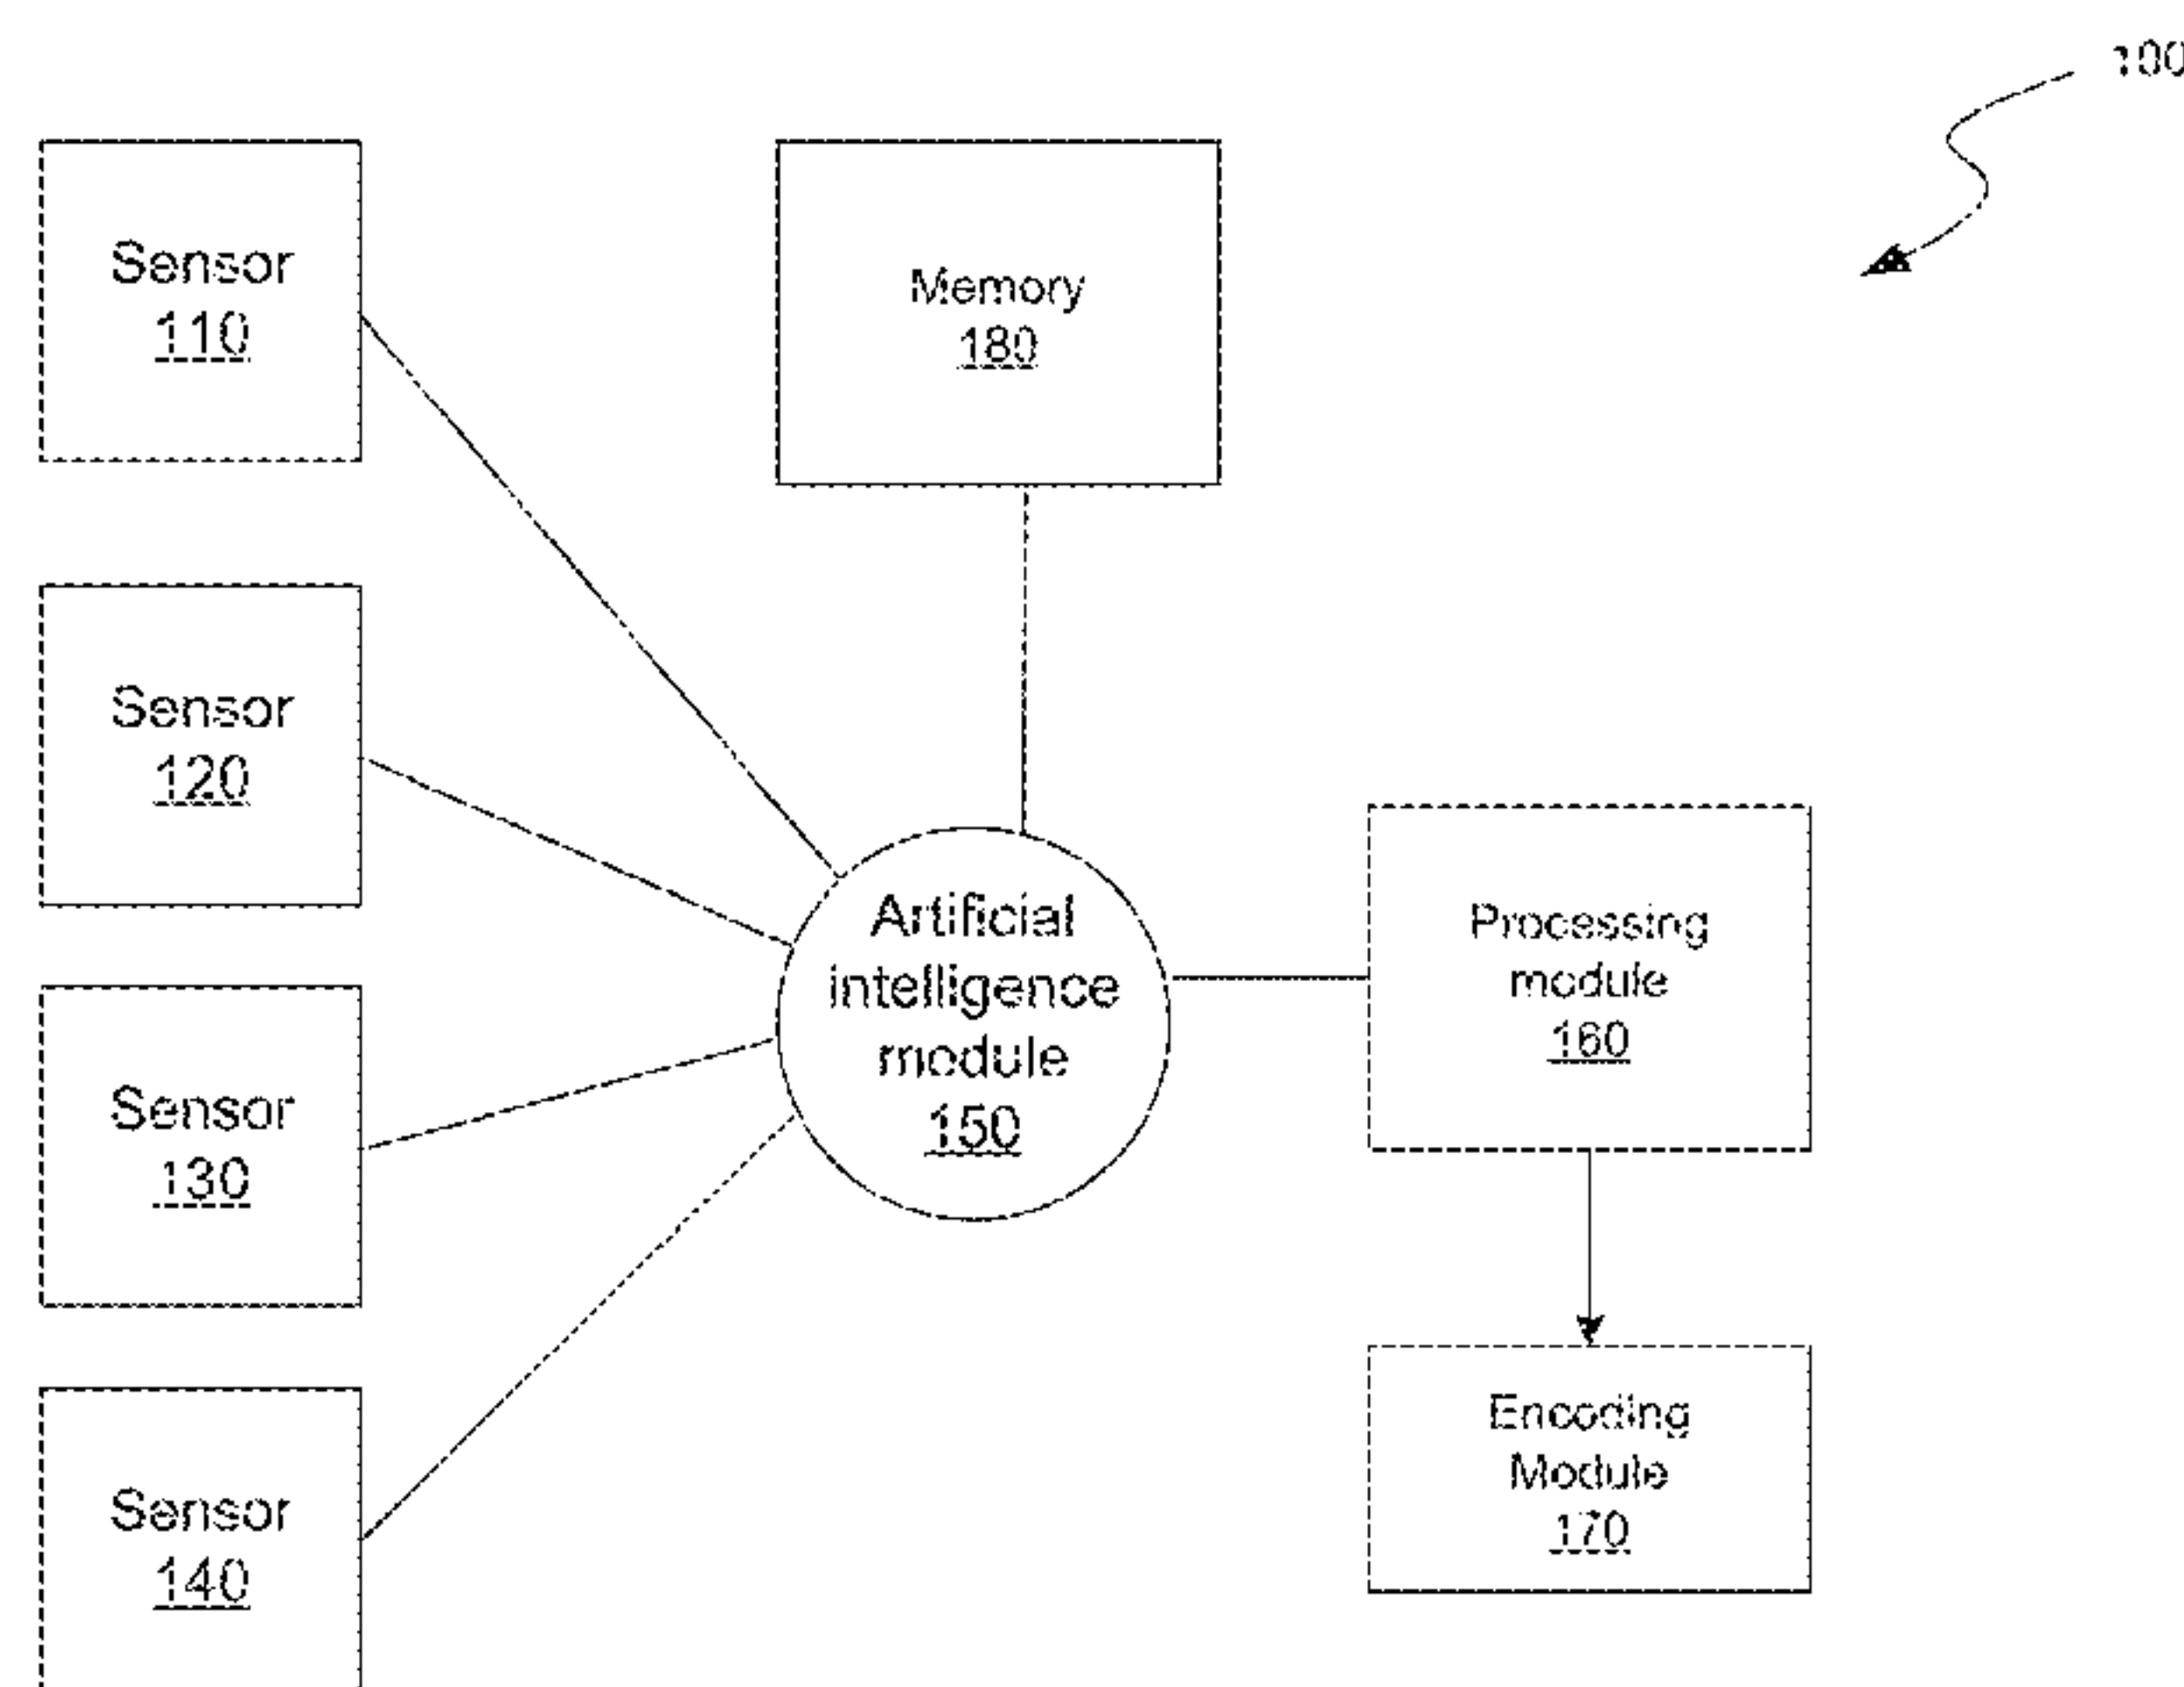 100
Sensor
110
Memory
180
Sensor
120
Artificial
intelligence
module
150
Processing
module
160
Sensor
130
Encoding
Module
170
Sensor
140